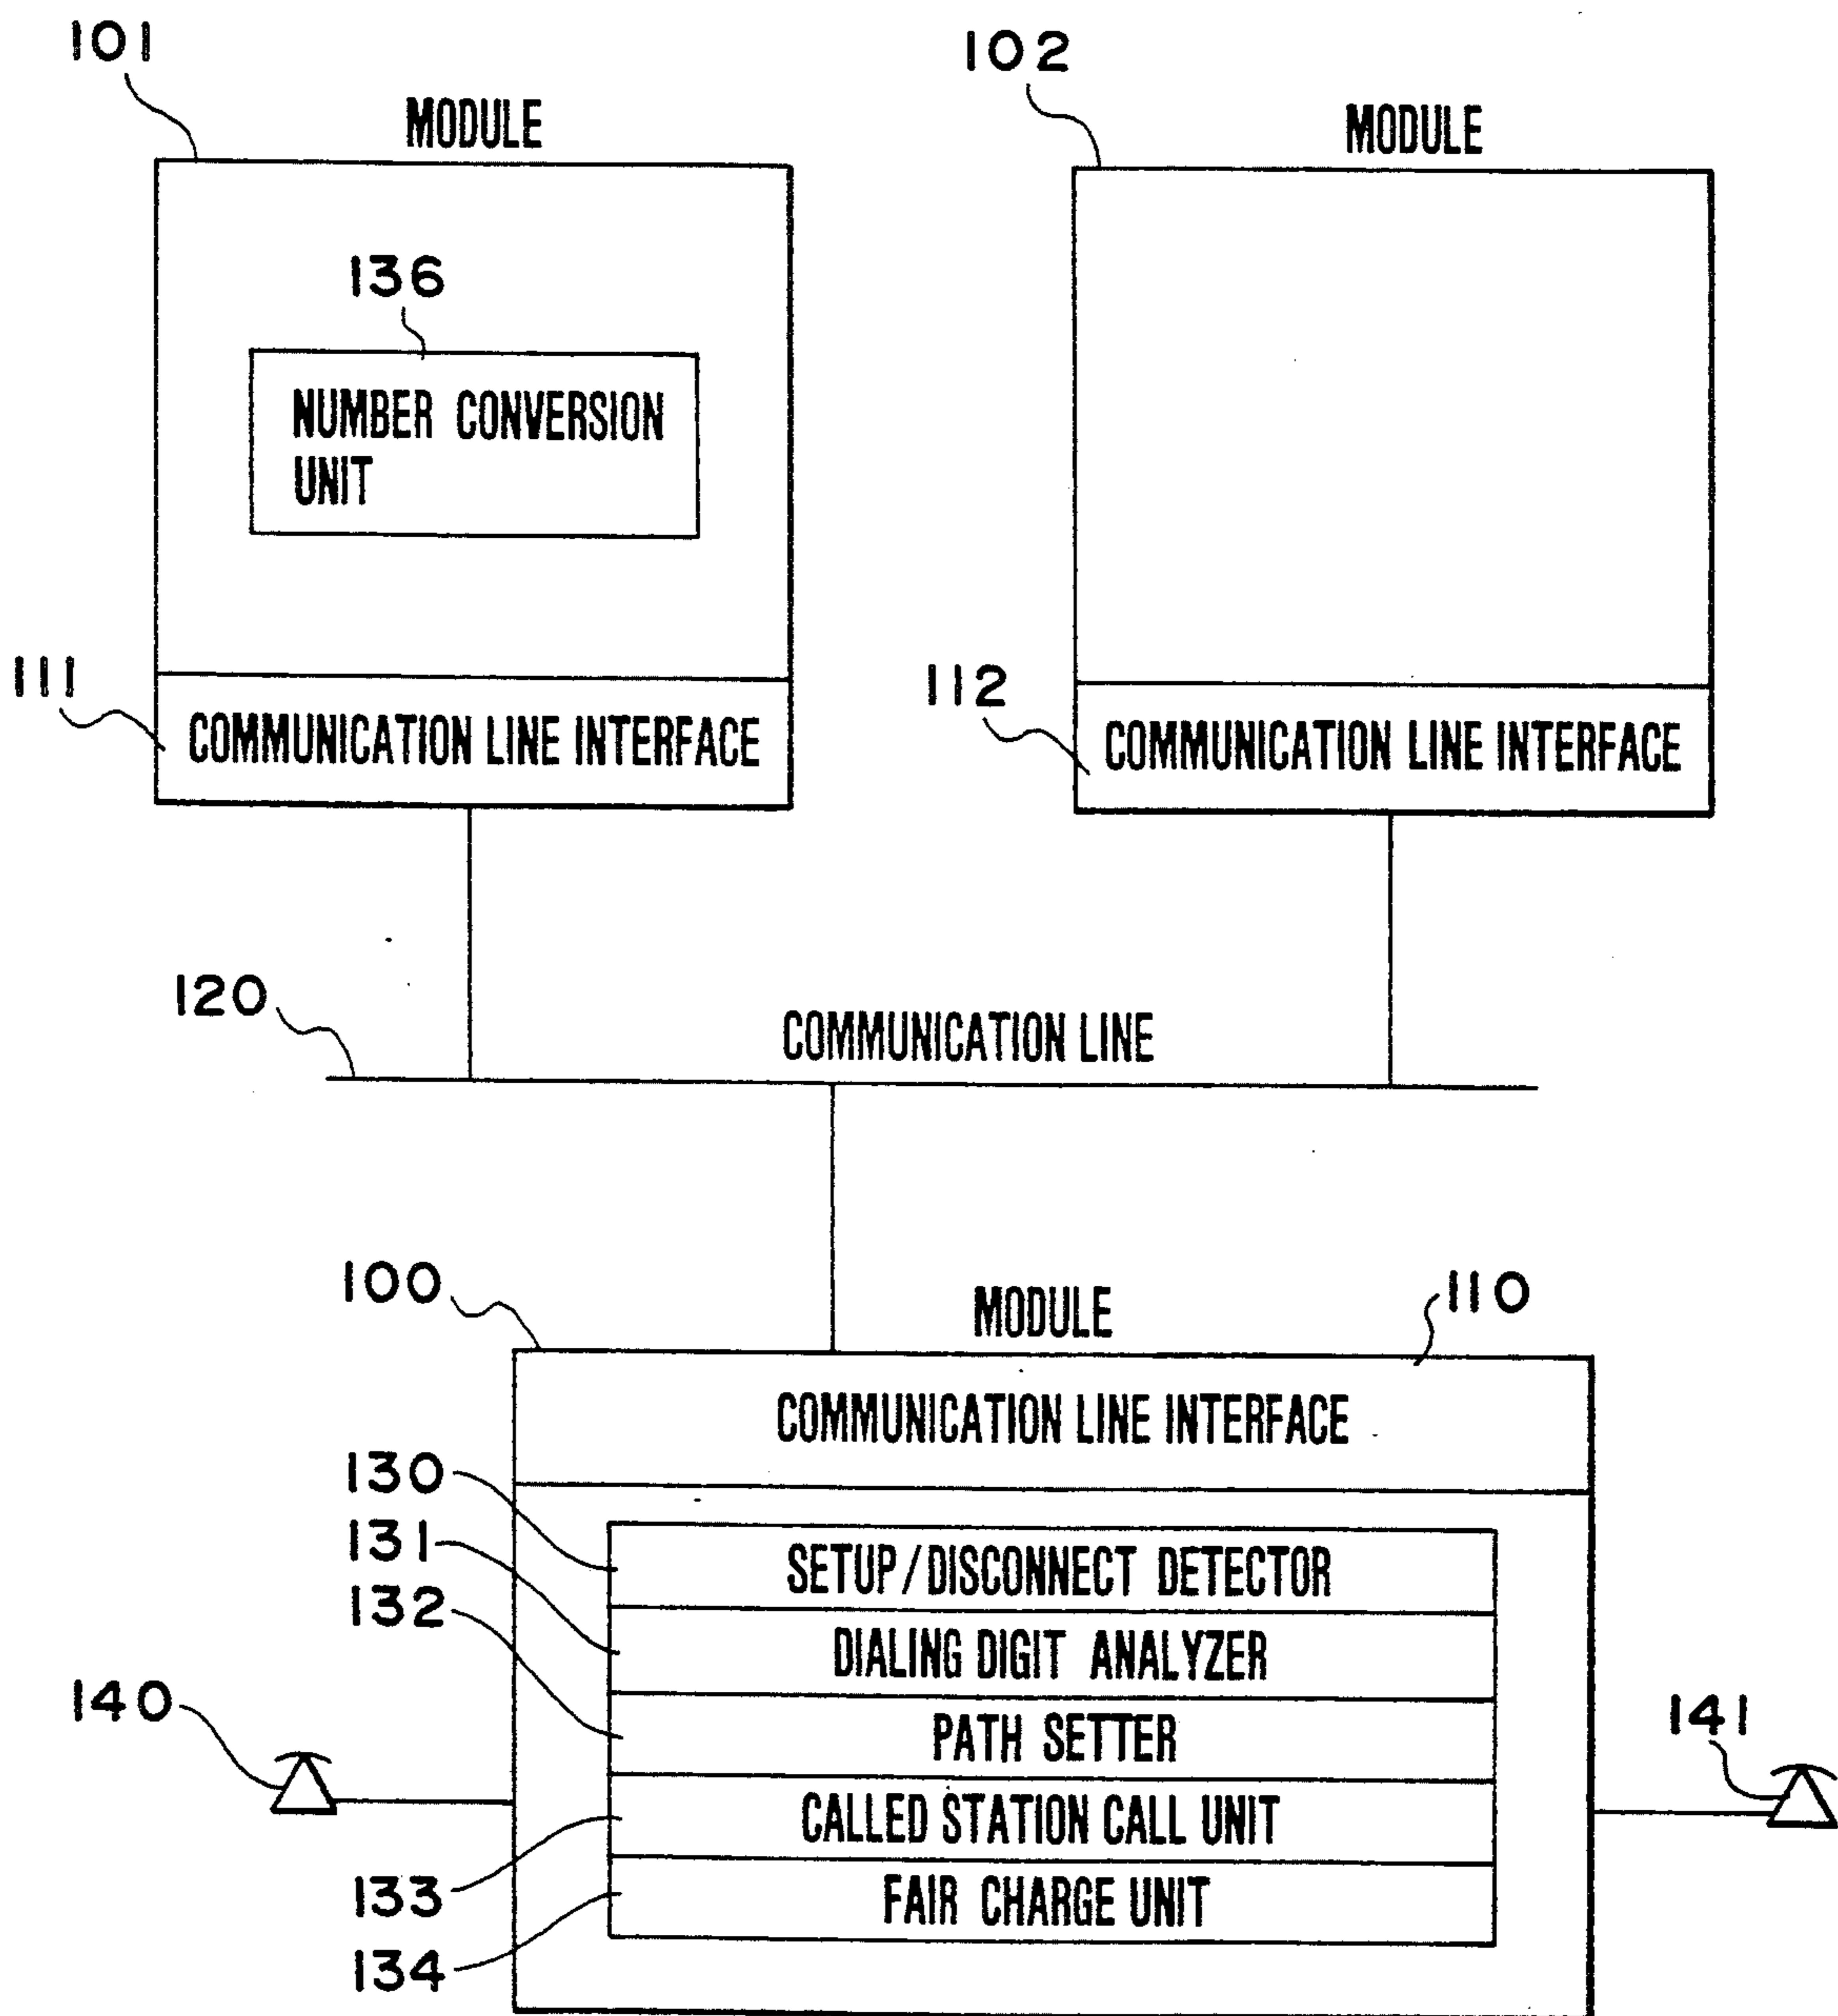 101
MODULE
102
MODULE
136
NUMBER CONVERSION
UNIT
111
COMMUNICATION LINE INTERFACE
112
COMMUNICATION LINE INTERFACE
120
COMMUNICATION LINE
100
MODULE
110
COMMUNICATION LINE INTERFACE
130
SETUP/DISCONNECT DETECTOR
131
DIALING DIGIT ANALYZER
132
PATH SETTER
140
141
CALLED STATION CALL UNIT
133
FAIR CHARGE UNIT
134